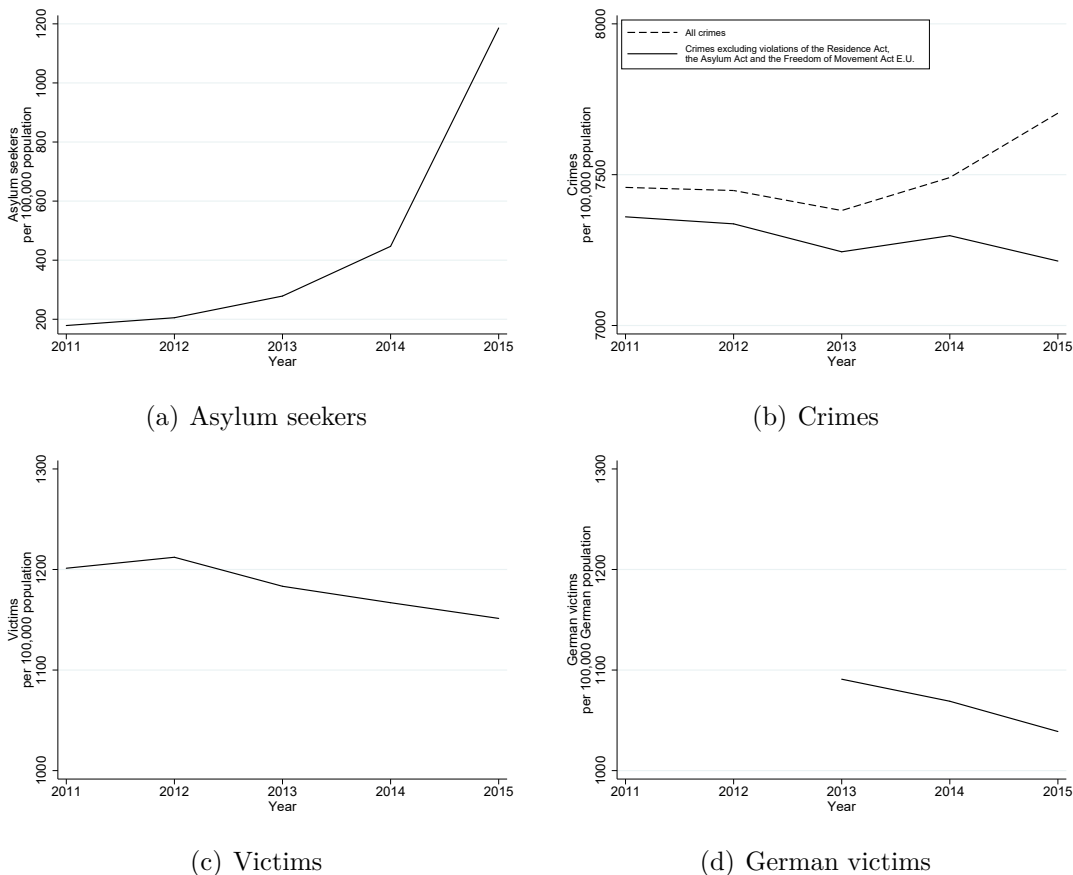 Asylum seekers
per 100,000 population
1200
1000
800
600
400
200
2011 2012 2013 2014 2015
Year
(a) Asylum seekers
All crimes
Crimes excluding violations of the Residence Act,
the Asylum Act and the Freedom of Movement Act E.U.
Crimes
per 100,000 population
8000
7500
7000
2011 2012 2013 2014 2015
Year
(b) Crimes
Victims
per 100,000 population
1300
1200
1100
1000
2011 2012 2013 2014 2015
Year
(c) Victims
German victims
per 100,000 German population
1300
1200
1100
1000
2011 2012 2013 2014 2015
Year
(d) German victims